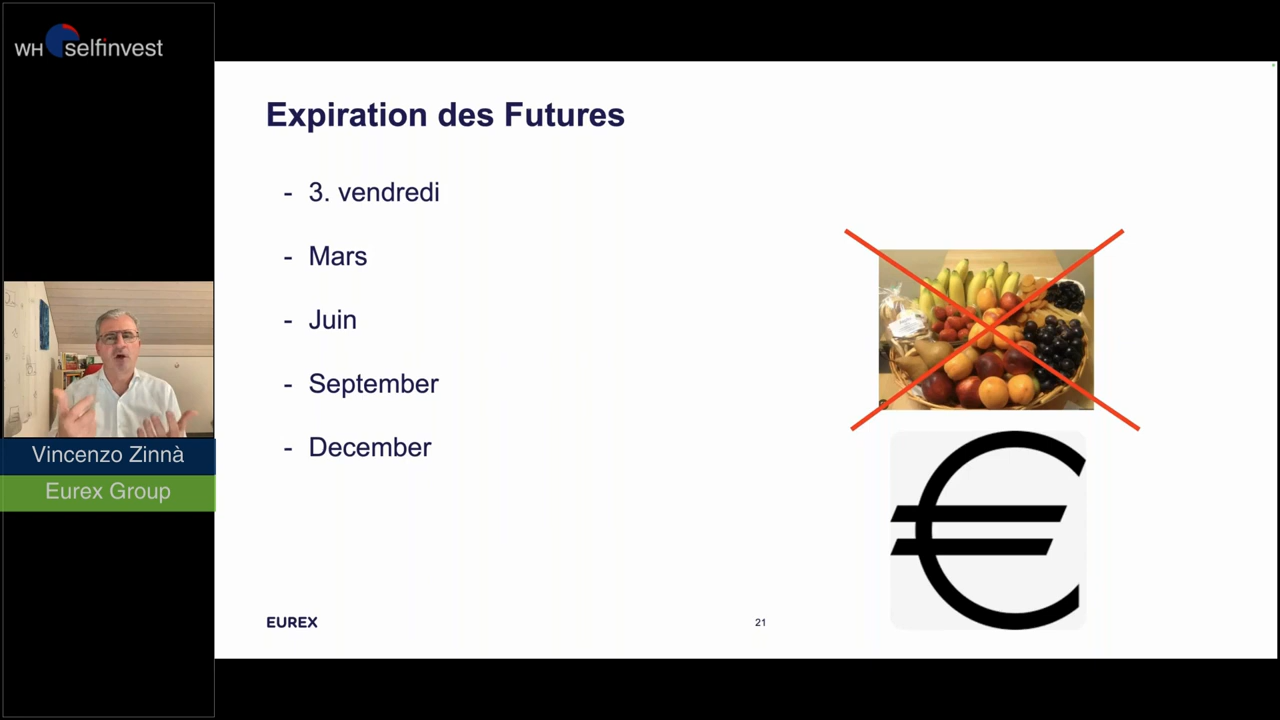 WH selfinvest
Expiration des Futures
- 3. vendredi
- Mars
- Juin
- September
- December
Vincenzo Zinnà
Eurex Group
€
EUREX
21